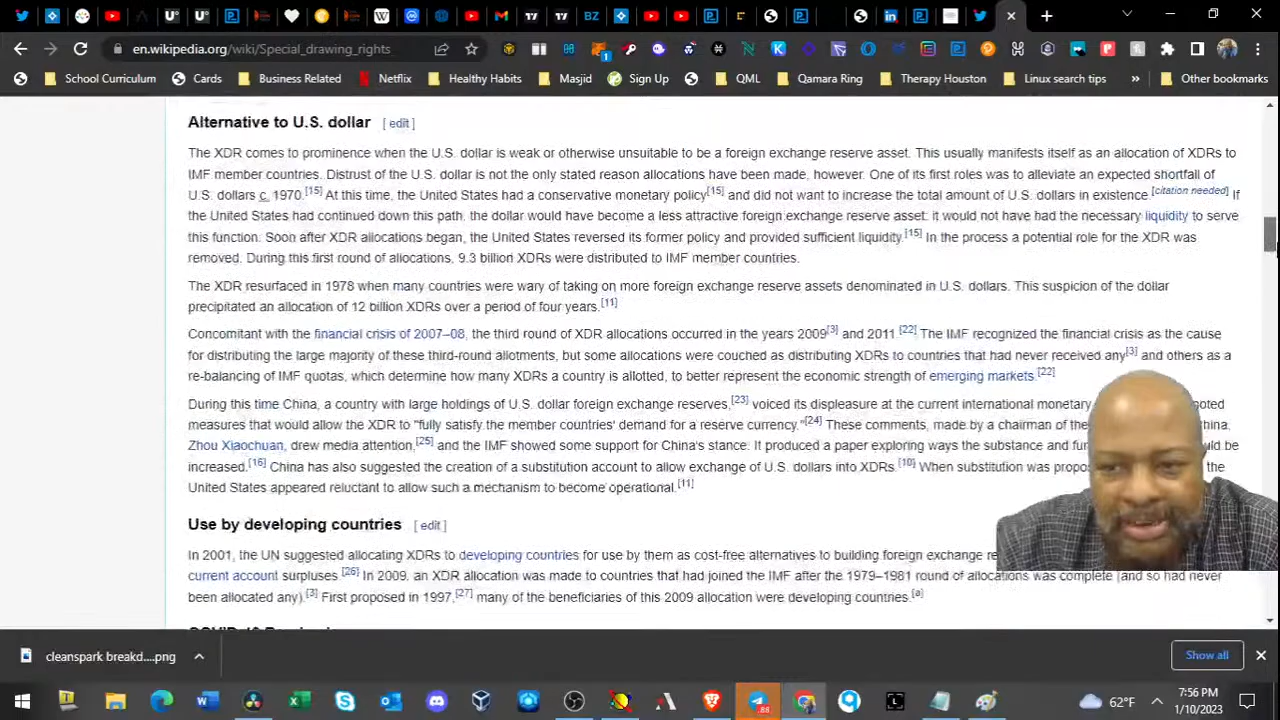 en.wikipedia.org/wiki/Special_drawing_rights
School Curriculum
Cards
Business Related
Netflix
Healthy Habits
Masjid
Sign Up
QML
Qamara Ring
Therapy Houston
Linux search tips
»
Other bookmarks
Alternative to U.S. dollar [ edit ]
The XDR comes to prominence when the U.S. dollar is weak or otherwise unsuitable to be a foreign exchange reserve asset. This usually manifests itself as an allocation of XDRs to
IMF member countries. Distrust of the U.S. dollar is not the only stated reason allocations have been made, however. One of its first roles was to alleviate an expected shortfall of
U.S. dollars c. 1970.[15] At this time, the United States had a conservative monetary policy[15] and did not want to increase the total amount of U.S. dollars in existence.[citation needed] If
the United States had continued down this path, the dollar would have become a less attractive foreign exchange reserve asset: it would not have had the necessary liquidity to serve
this function. Soon after XDR allocations began, the United States reversed its former policy and provided sufficient liquidity.[15] In the process a potential role for the XDR was
removed. During this first round of allocations, 9.3 billion XDRs were distributed to IMF member countries.
The XDR resurfaced in 1978 when many countries were wary of taking on more foreign exchange reserve assets denominated in U.S. dollars. This suspicion of the dollar
precipitated an allocation of 12 billion XDRs over a period of four years.[11]
Concomitant with the financial crisis of 2007–08, the third round of XDR allocations occurred in the years 2009[3] and 2011.[22] The IMF recognized the financial crisis as the cause
for distributing the large majority of these third-round allotments, but some allocations were couched as distributing XDRs to countries that had never received any[3] and others as a
re-balancing of IMF quotas, which determine how many XDRs a country is allotted, to better represent the economic strength of emerging markets.[22]
During this time China, a country with large holdings of U.S. dollar foreign exchange reserves,[23] voiced its displeasure at the current international monetary
measures that would allow the XDR to "fully satisfy the member countries' demand for a reserve currency."[24] These comments, made by a chairman of the
Zhou Xiaochuan, drew media attention,[25] and the IMF showed some support for China's stance. It produced a paper exploring ways the substance and be
increased.[16] China has also suggested the creation of a substitution account to allow exchange of U.S. dollars into XDRs.[10] When substitution was the
United States appeared reluctant to allow such a mechanism to become operational.[11]
Use by developing countries [ edit ]
In 2001, the UN suggested allocating XDRs to developing countries for use by them as cost-free alternatives to building foreign exchange
current account surpluses.[26] In 2009, an XDR allocation was made to countries that had joined the IMF after the 1979–1981 round of allocations was complete (and so had never
been allocated any).[3] First proposed in 1997,[27] many of the beneficiaries of this 2009 allocation were developing countries.[a]
cleanspark breakd....png
Show all
62°F
7:56 PM
1/10/2023